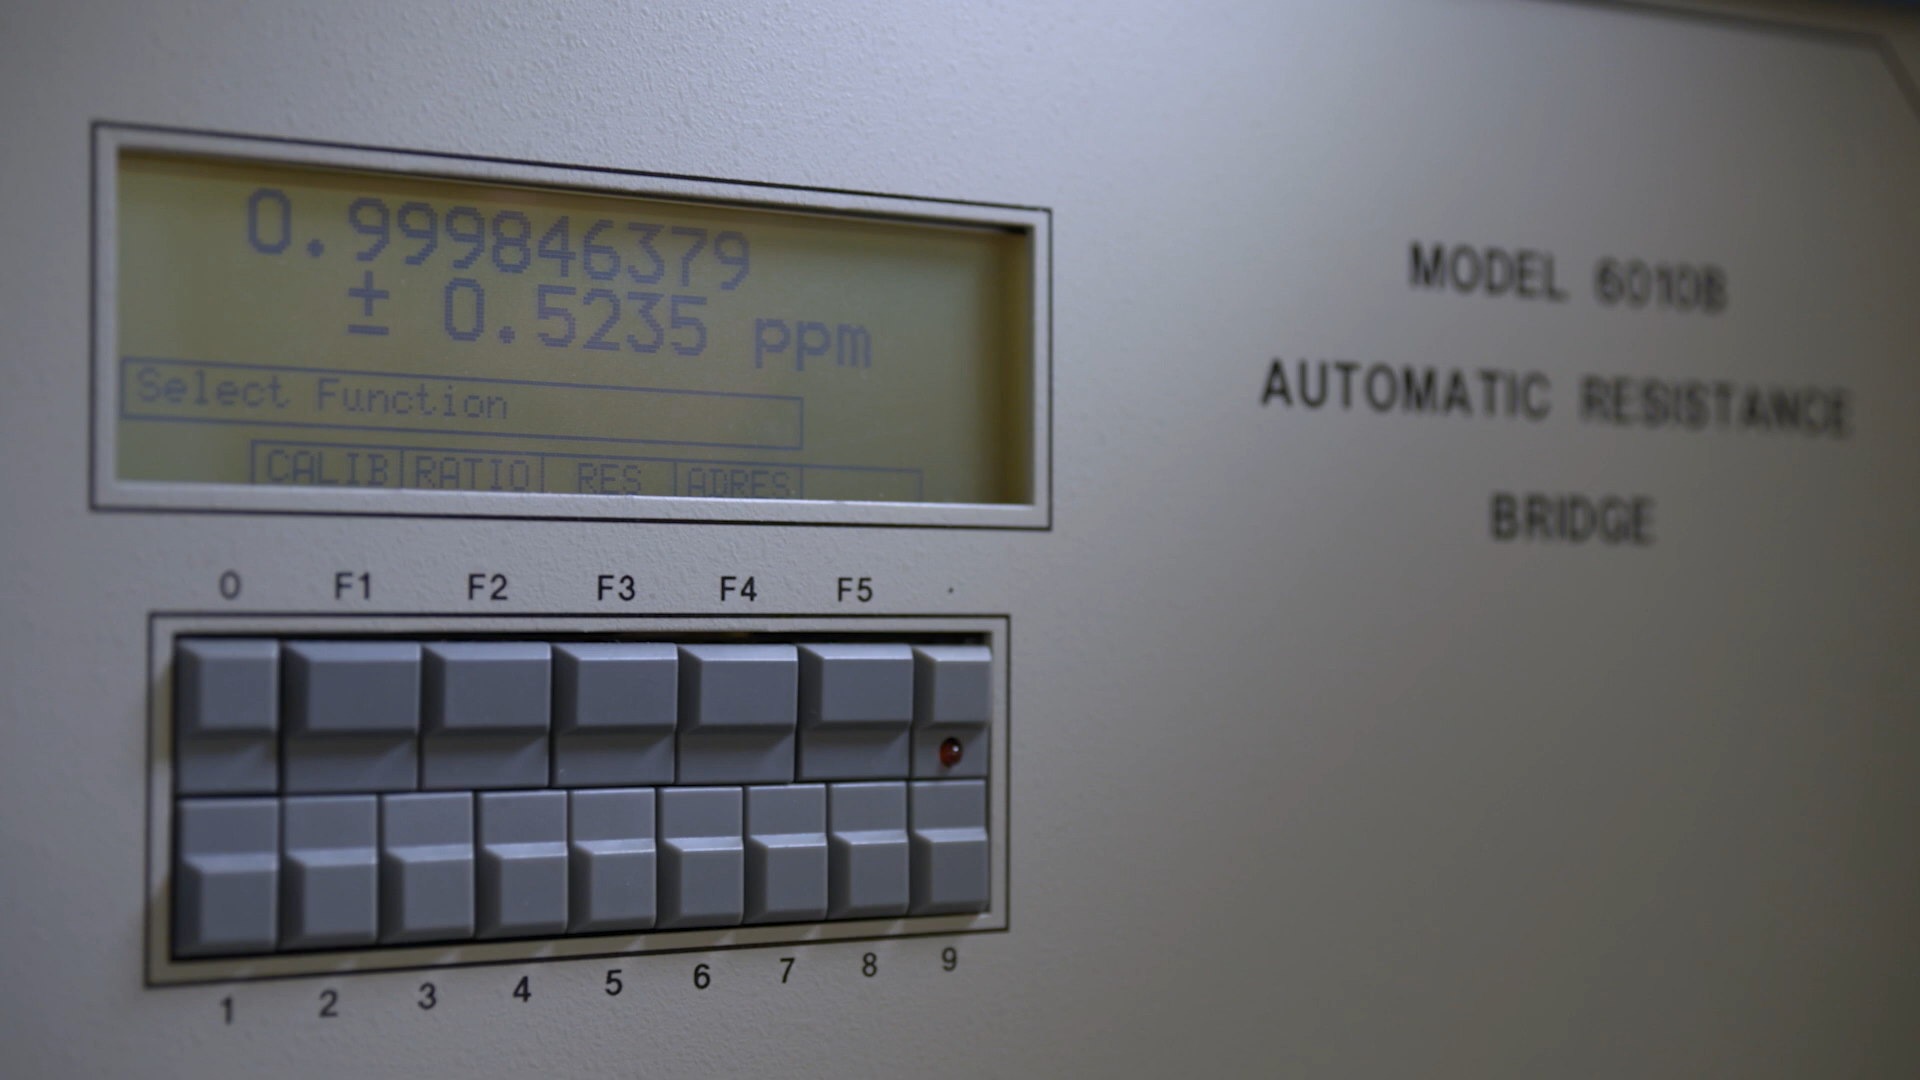 0.999846379
± 0.5235 ppm
Select Function
CALIB RATIO RES ADRES
0 F1 F2 F3 F4 F5 .
1 2 3 4 5 6 7 8 9
MODEL 6010B
AUTOMATIC RESISTANCE
BRIDGE